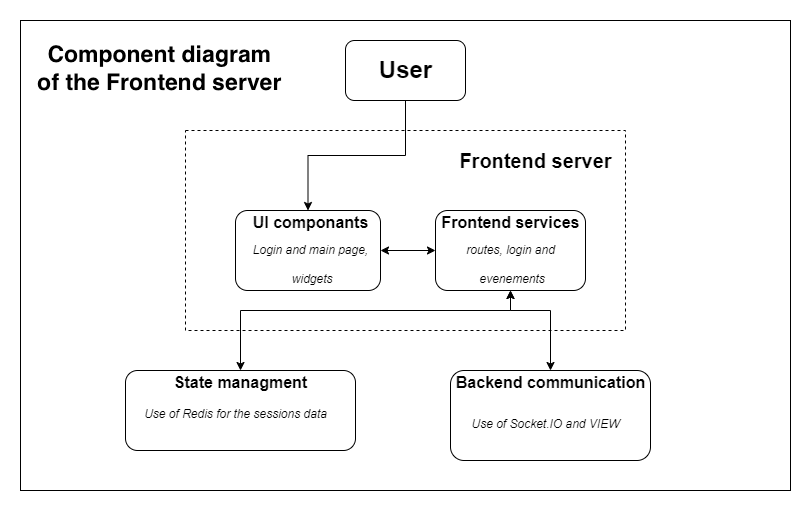 Component diagram
of the Frontend server
User
Frontend server
UI componants
Login and main page,
widgets
Frontend services
routes, login and
evenements
State managment
Use of Redis for the sessions data
Backend communication
Use of Socket.IO and VIEW